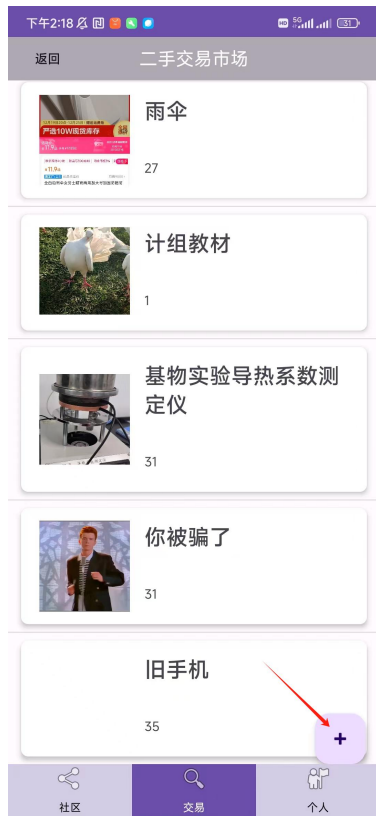 下午2:18
HD 5G 31
返回 二手交易市场
严选10W现货库存
¥11.9
雨伞
27
计组教材
1
基物实验导热系数测
定仪
31
你被骗了
31
旧手机
35
+
社区 交易 个人